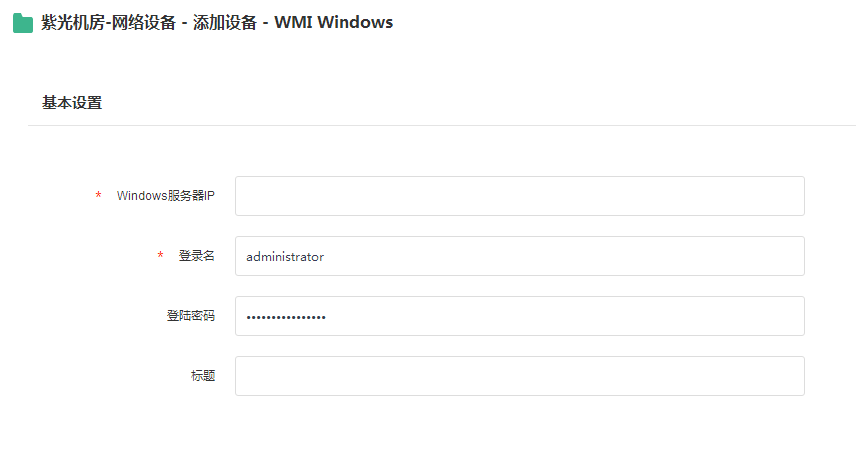 紫光机房-网络设备 - 添加设备 - WMI Windows
基本设置
* Windows服务器IP
* 登录名 administrator
登陆密码 ••••••••••••••••
标题